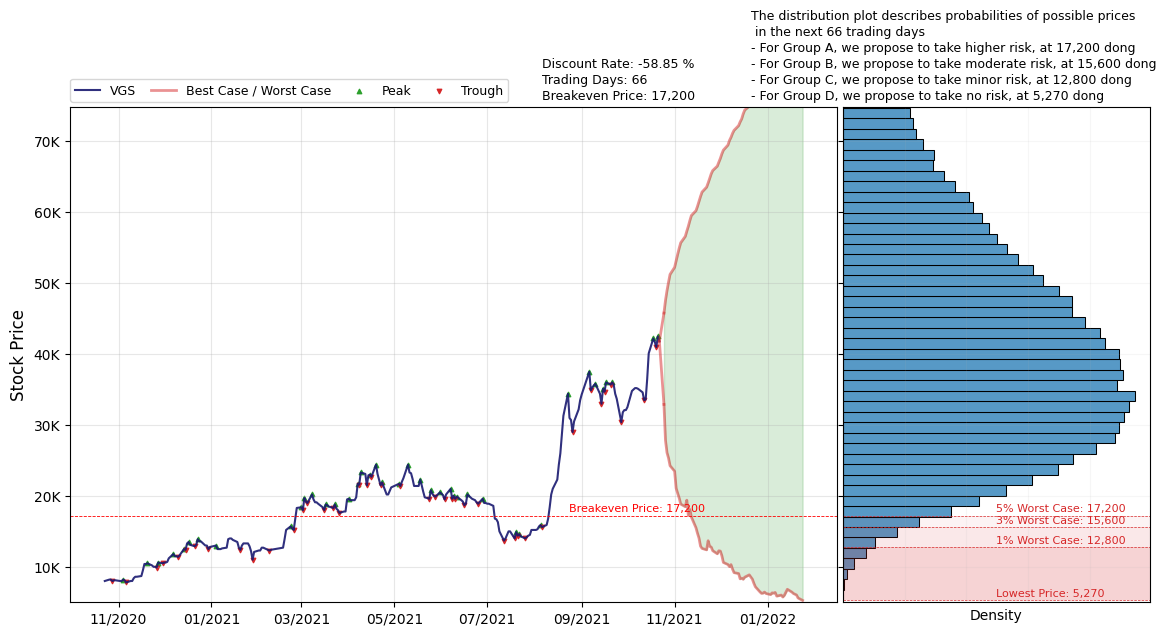 The distribution plot describes probabilities of possible prices
in the next 66 trading days
- For Group A, we propose to take higher risk, at 17,200 dong
- For Group B, we propose to take moderate risk, at 15,600 dong
- For Group C, we propose to take minor risk, at 12,800 dong
- For Group D, we propose to take no risk, at 5,270 dong
Discount Rate: -58.85 %
Trading Days: 66
Breakeven Price: 17,200
VGS
Best Case / Worst Case
Peak
Trough
Stock Price
70K
60K
50K
40K
30K
20K
10K
Breakeven Price: 17,200
5% Worst Case: 17,200
3% Worst Case: 15,600
1% Worst Case: 12,800
Lowest Price: 5,270
11/2020
01/2021
03/2021
05/2021
07/2021
09/2021
11/2021
01/2022
Density